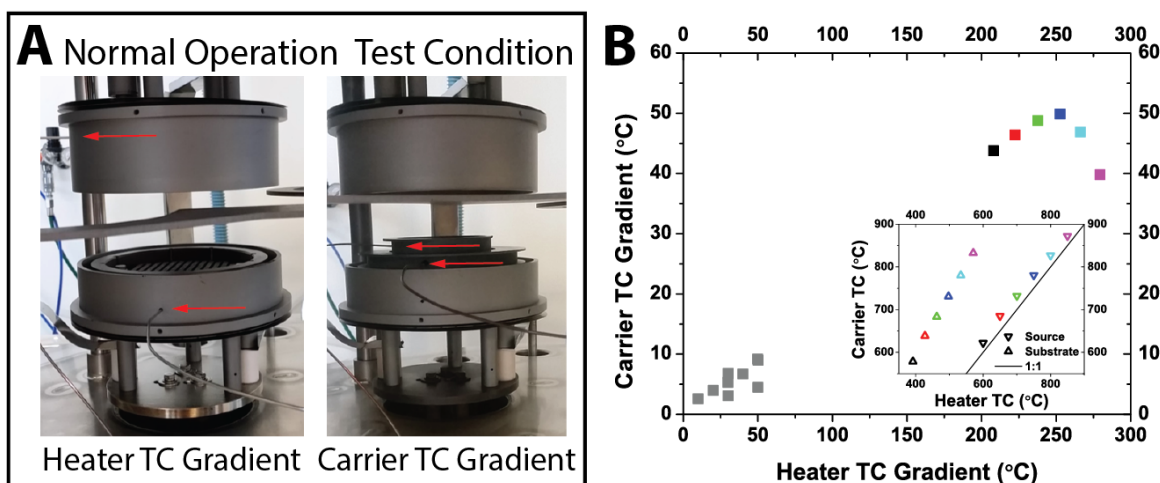 A Normal Operation Test Condition
Heater TC Gradient Carrier TC Gradient
B
0 50 100 150 200 250 300
60 60
50 50
40 40
30 30
20 20
10 10
0 0
0 50 100 150 200 250 300
Carrier TC Gradient (°C)
Heater TC Gradient (°C)
400 600 800
900 900
800 800
700 700
600 600
Source
Substrate
1:1
400 600 800
Carrier TC (°C)
Heater TC (°C)